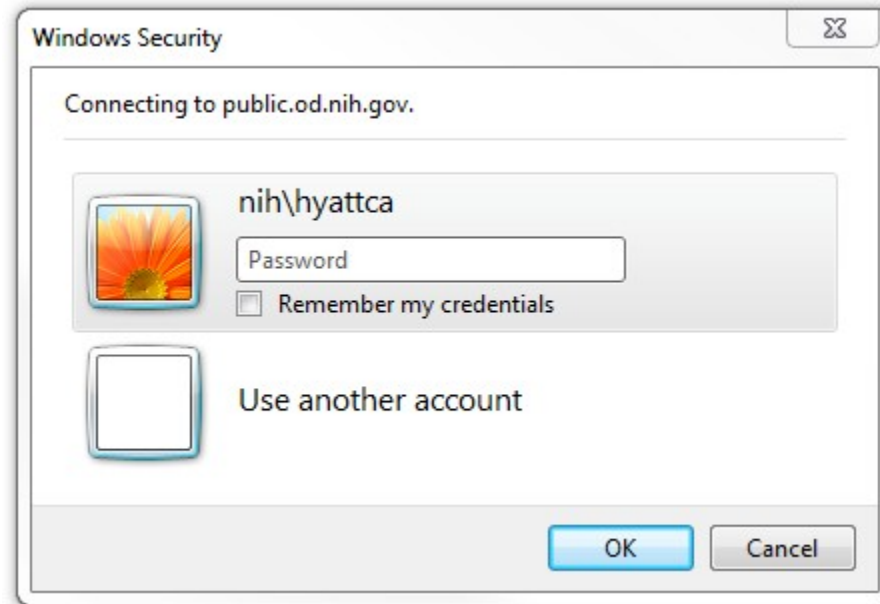 Windows Security
Connecting to public.od.nih.gov.
nih\hyattca
Password
Remember my credentials
Use another account
OK
Cancel